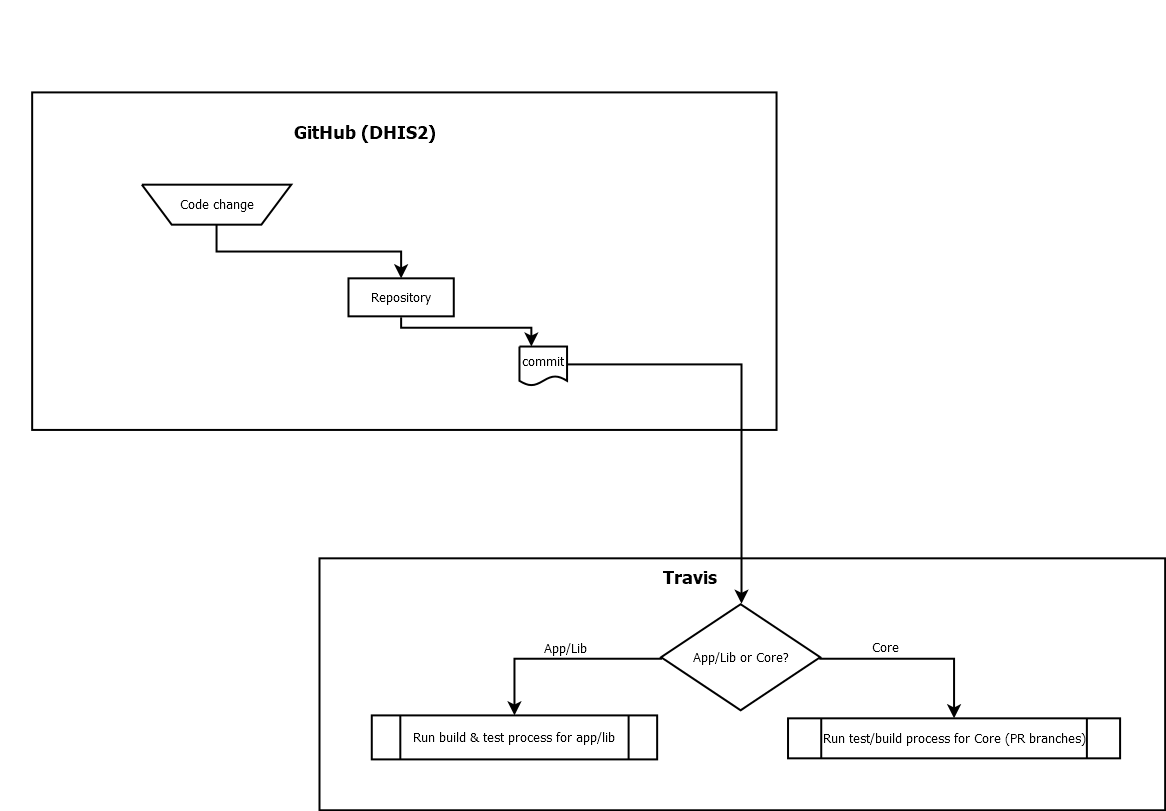 GitHub (DHIS2)
Code change
Repository
commit
Travis
App/Lib or Core?
App/Lib
Core
Run build & test process for app/lib
Run test/build process for Core (PR branches)